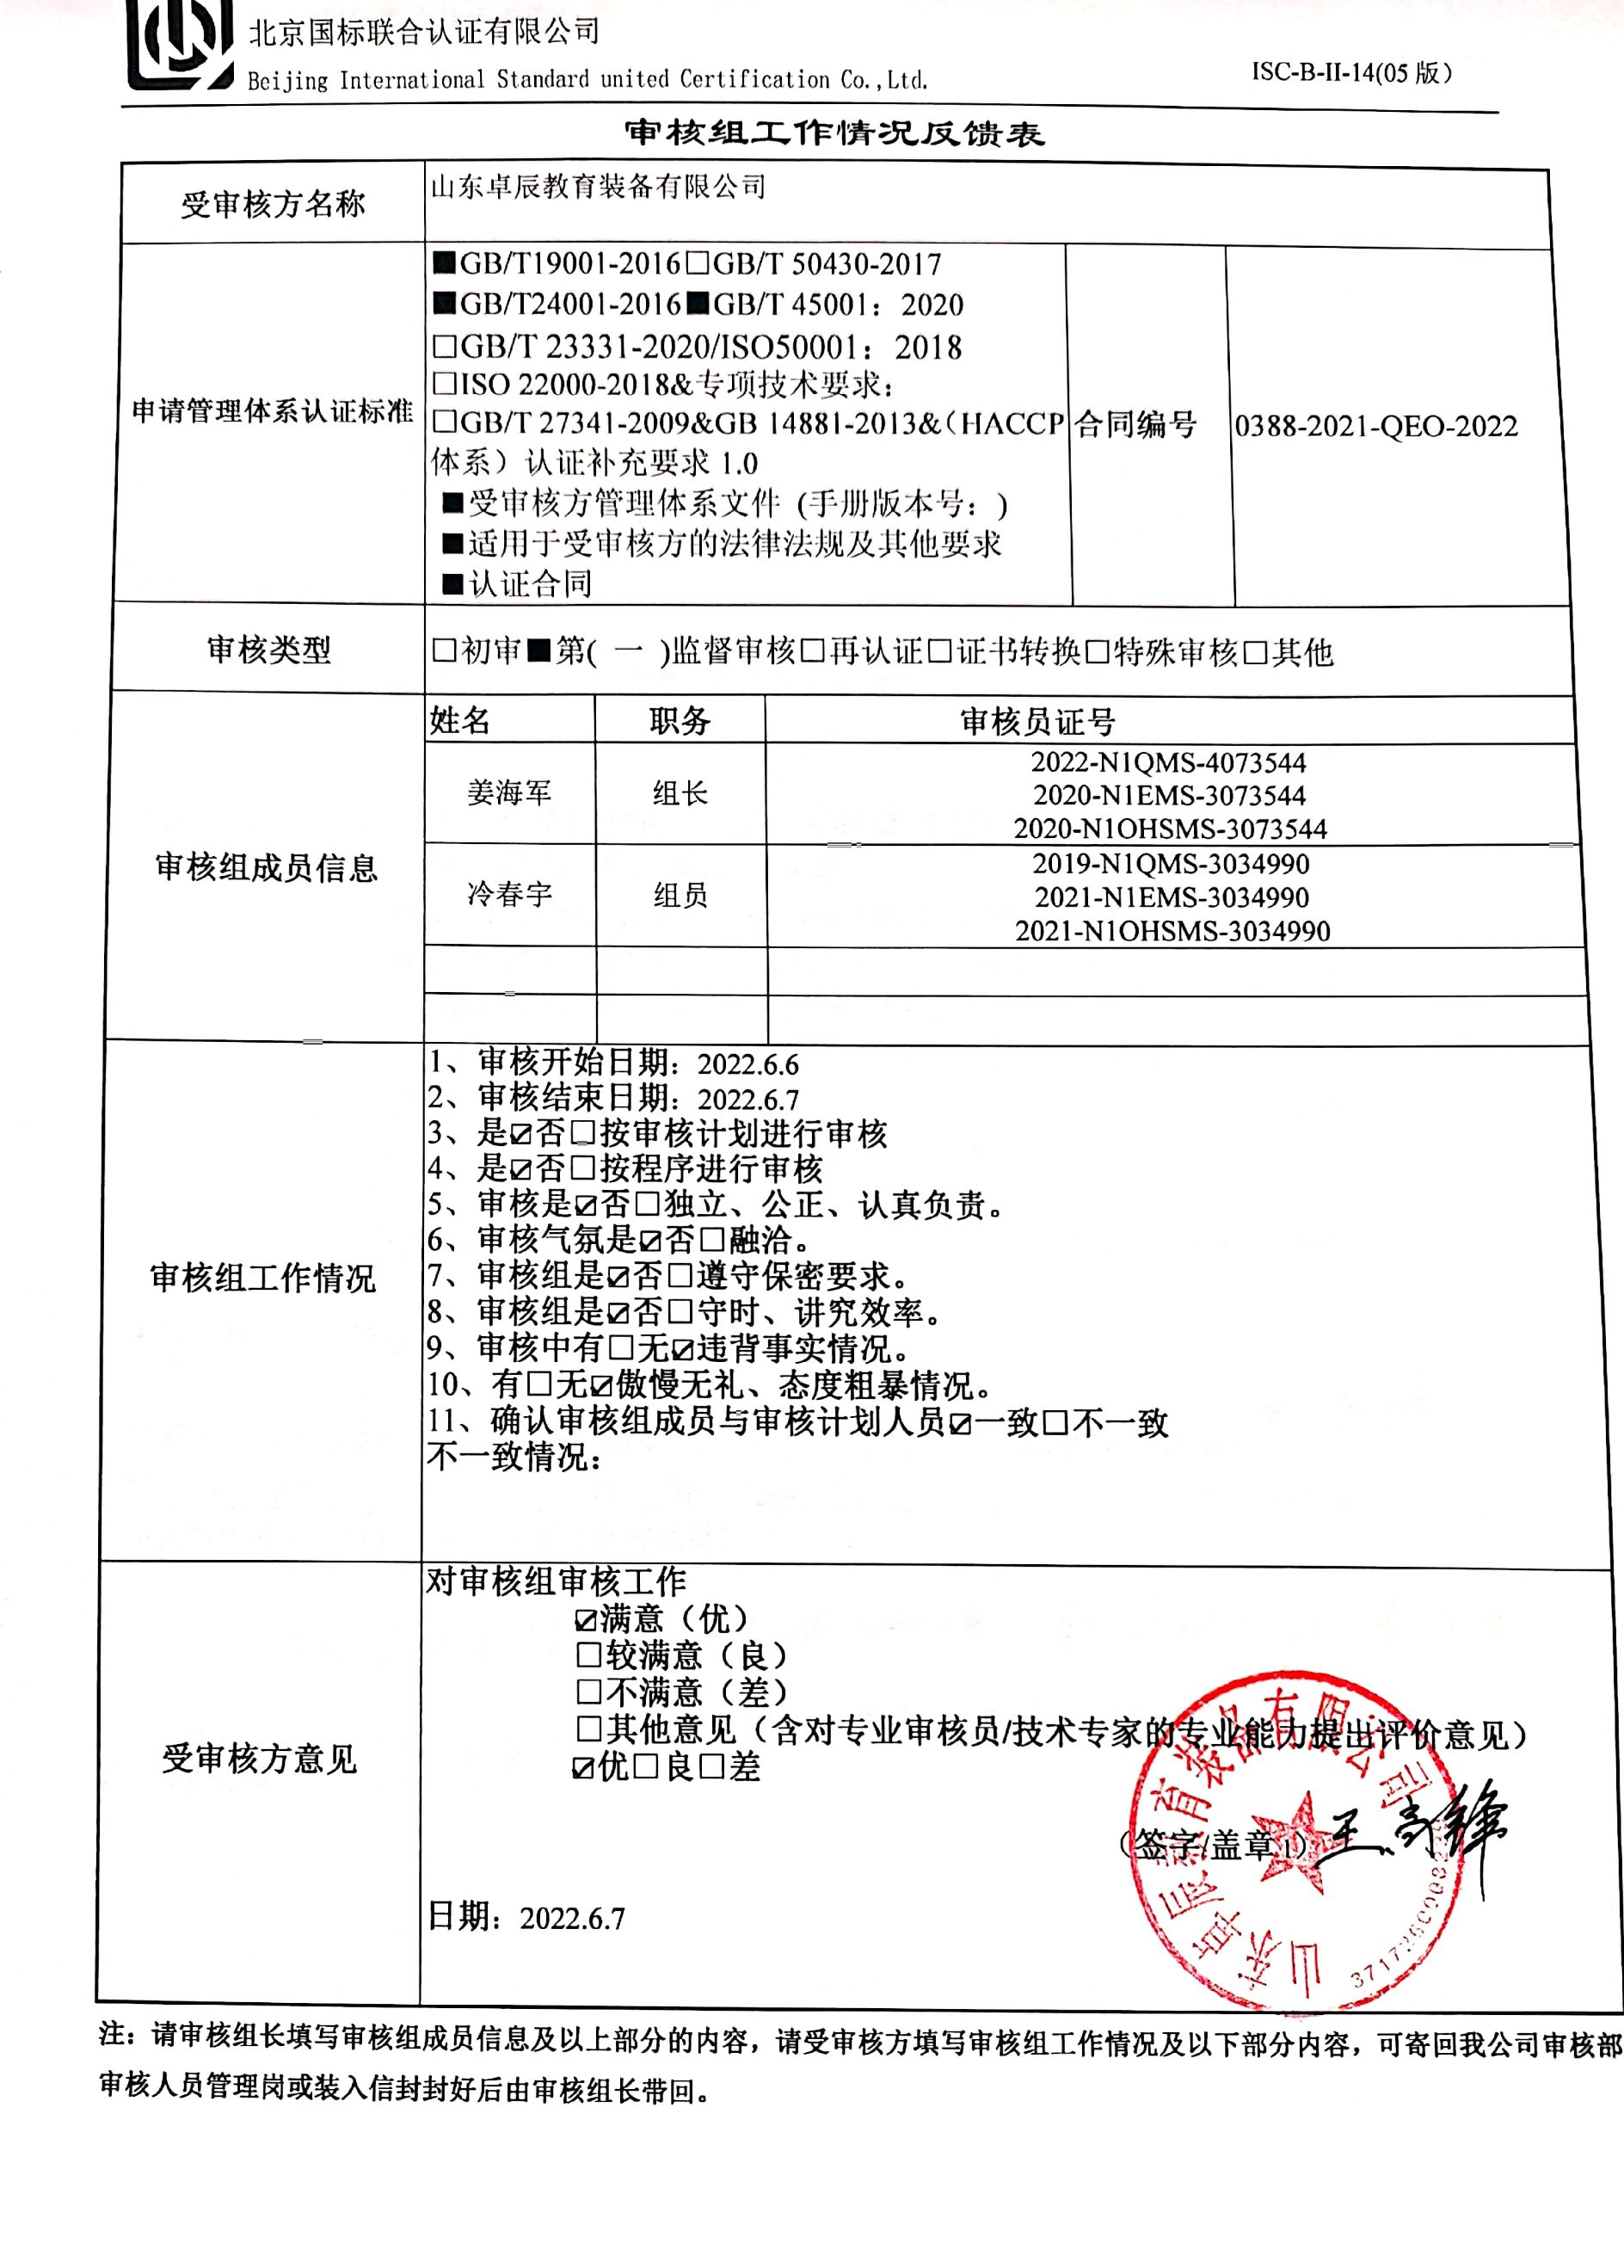 北京国标联合认证有限公司
Beijing International Standard united Certification Co.,Ltd.
ISC-B-II-14(05 版)
审核组工作情况反馈表
受审核方名称
山东卓辰教育装备有限公司
申请管理体系认证标准
■GB/T19001-2016□GB/T 50430-2017
■GB/T24001-2016■GB/T 45001：2020
□GB/T 23331-2020/ISO50001：2018
□ISO 22000-2018&专项技术要求：
□GB/T 27341-2009&GB 14881-2013&（HACCP
体系）认证补充要求 1.0
■受审核方管理体系文件 (手册版本号：)
■适用于受审核方的法律法规及其他要求
■认证合同
合同编号
0388-2021-QEO-2022
审核类型
□初审■第( 一 )监督审核□再认证□证书转换□特殊审核□其他
审核组成员信息
姓名 职务 审核员证号
姜海军 组长
2022-N1QMS-4073544
2020-N1EMS-3073544
2020-N1OHSMS-3073544
冷春宇 组员
2019-N1QMS-3034990
2021-N1EMS-3034990
2021-N1OHSMS-3034990
审核组工作情况
1、审核开始日期：2022.6.6
2、审核结束日期：2022.6.7
3、是☑否□按审核计划进行审核
4、是☑否□按程序进行审核
5、审核是☑否□独立、公正、认真负责。
6、审核气氛是☑否□融洽。
7、审核组是☑否□遵守保密要求。
8、审核组是☑否□守时、讲究效率。
9、审核中有□无☑违背事实情况。
10、有□无☑傲慢无礼、态度粗暴情况。
11、确认审核组成员与审核计划人员☑一致□不一致
不一致情况：
受审核方意见
对审核组审核工作
☑满意（优）
□较满意（良）
□不满意（差）
□其他意见（含对专业审核员/技术专家的专业能力提出评价意见）
☑优□良□差
（签字/盖章）
山东卓辰教育装备有限公司
日期：2022.6.7
注：请审核组长填写审核组成员信息及以上部分的内容，请受审核方填写审核组工作情况及以下部分内容，可寄回我公司审核部
审核人员管理岗或装入信封封好后由审核组长带回。